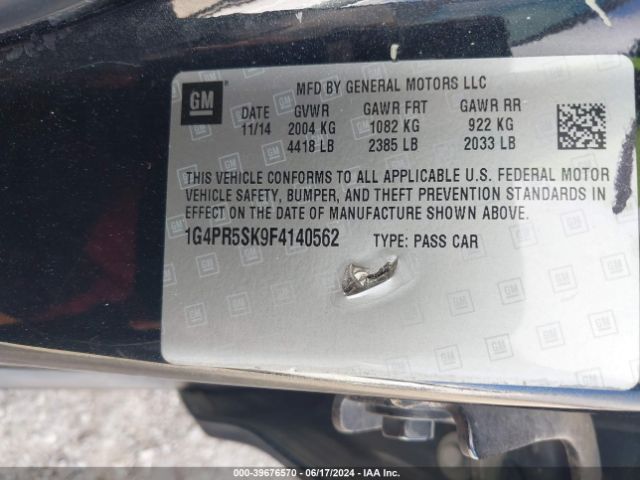 GM
MFD BY GENERAL MOTORS LLC
DATE GVWR GAWR FRT GAWR RR
11/14 2004 KG 1082 KG 922 KG
4418 LB 2385 LB 2033 LB
THIS VEHICLE CONFORMS TO ALL APPLICABLE U.S. FEDERAL MOTOR
VEHICLE SAFETY, BUMPER, AND THEFT PREVENTION STANDARDS IN
EFFECT ON THE DATE OF MANUFACTURE SHOWN ABOVE.
1G4PR5SK9F4140562 TYPE: PASS CAR
000-39676570 - 06/17/2024 - IAA Inc.